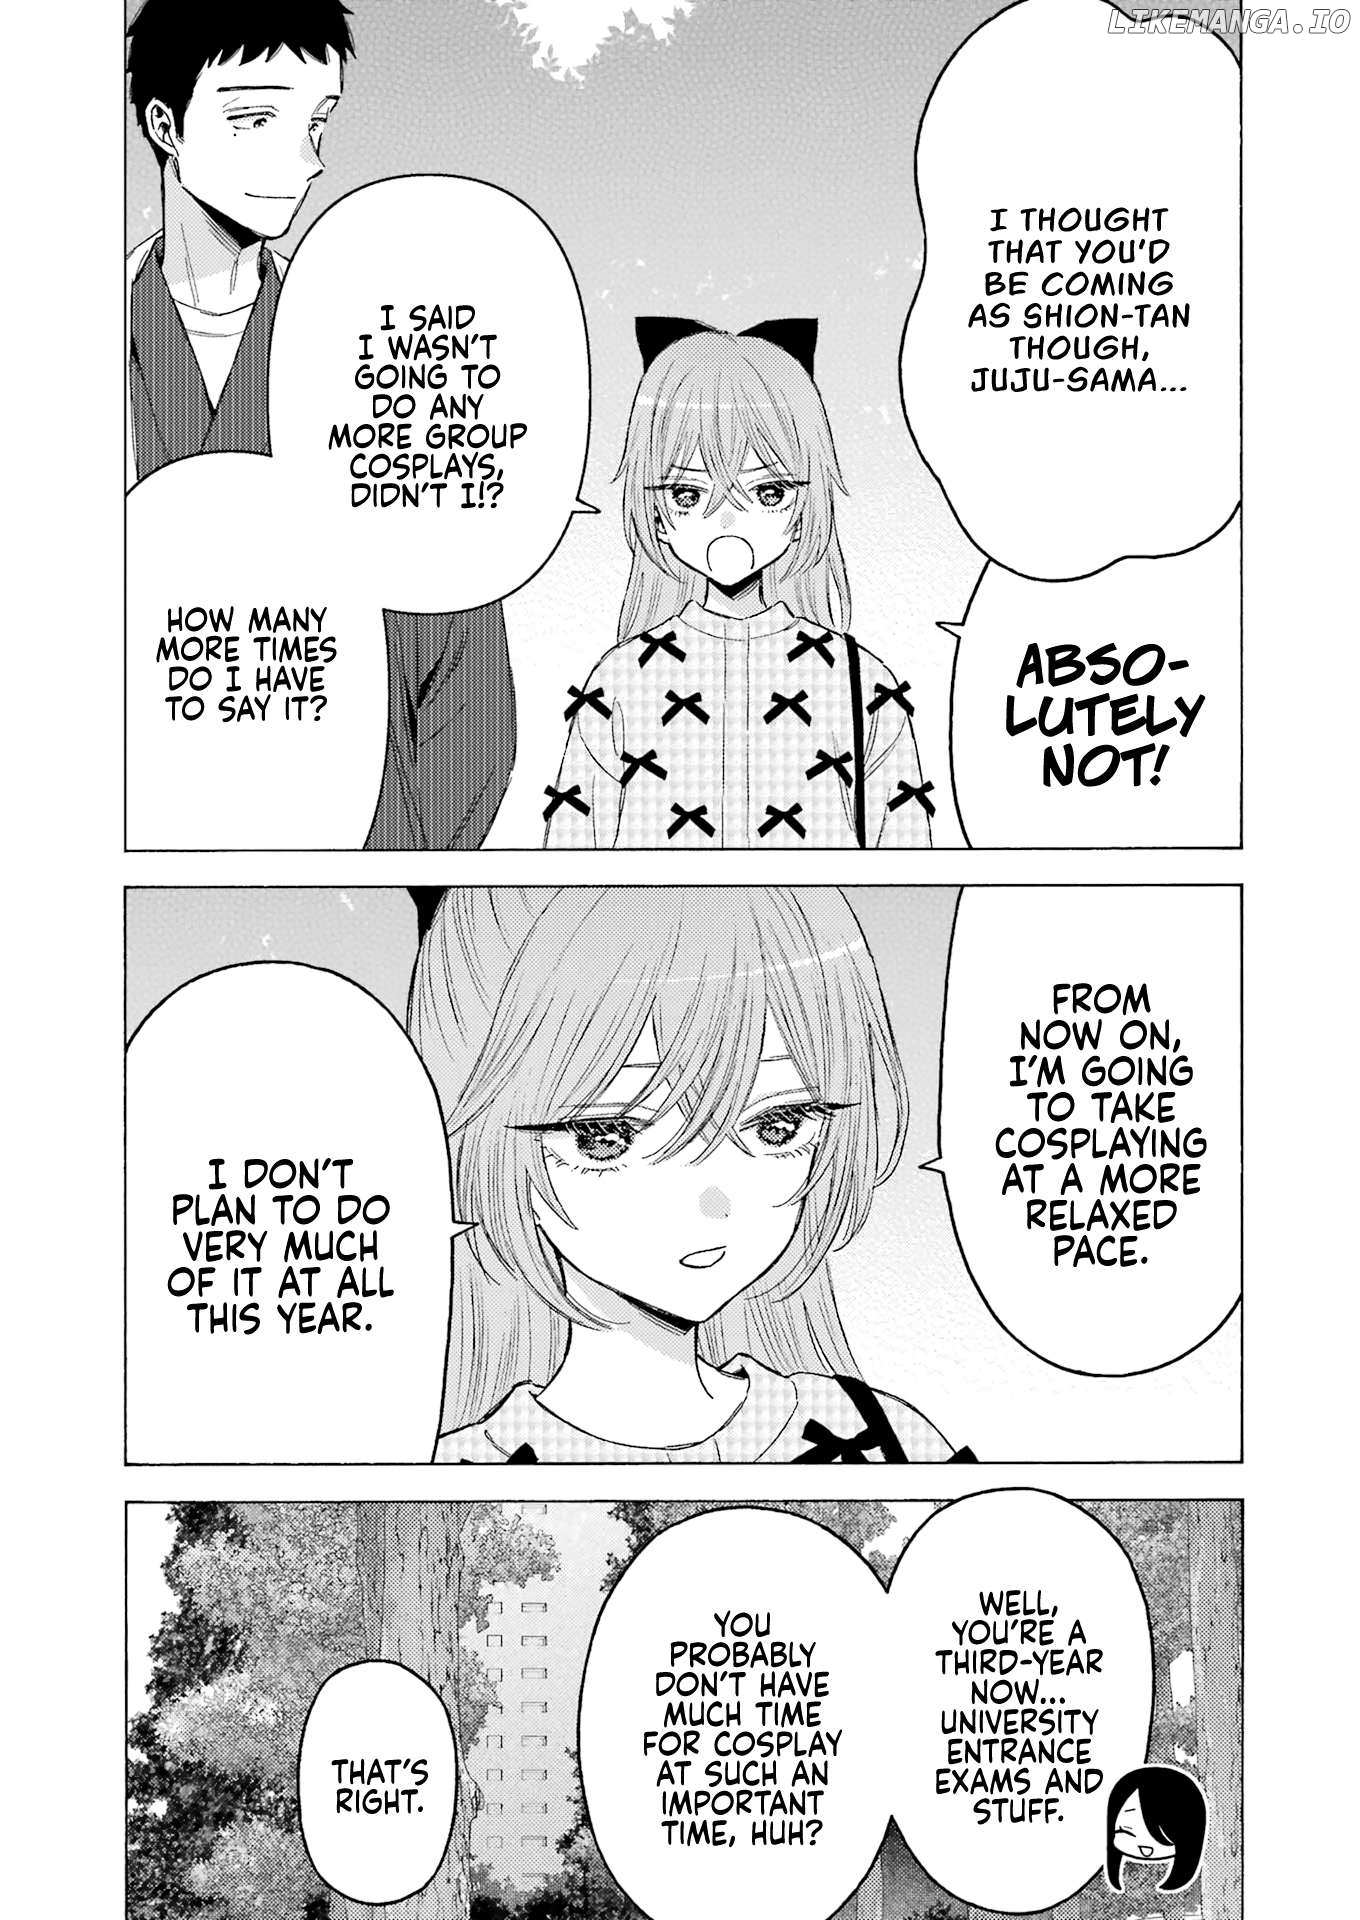 LIKEMANGA.IO
I THOUGHT
THAT YOU'D
BE COMING
AS SHION-TAN
THOUGH,
JUJU-SAMA...
ABSO-
LUTELY
NOT!
I SAID
I WASN'T
GOING TO
DO ANY
MORE GROUP
COSPLAYS,
DIDN'T I!?
HOW MANY
MORE TIMES
DO I HAVE
TO SAY IT?
FROM
NOW ON,
I'M GOING
TO TAKE
COSPLAYING
AT A MORE
RELAXED
PACE.
I DON'T
PLAN TO DO
VERY MUCH
OF IT AT ALL
THIS YEAR.
WELL,
YOU'RE A
THIRD-YEAR
NOW...
UNIVERSITY
ENTRANCE
EXAMS AND
STUFF.
YOU
PROBABLY
DON'T HAVE
MUCH TIME
FOR COSPLAY
AT SUCH AN
IMPORTANT
TIME, HUH?
THAT'S
RIGHT.